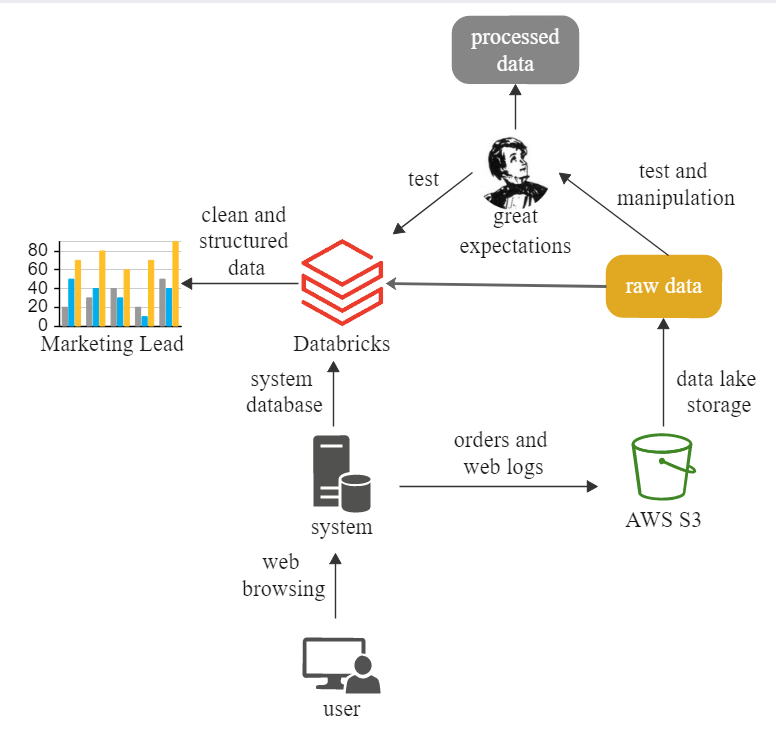 processed
data
test
test and
manipulation
great
expectations
clean and
structured
data
raw data
80
60
40
20
0
Marketing Lead
Databricks
system
database
data lake
storage
orders and
web logs
AWS S3
system
web
browsing
user